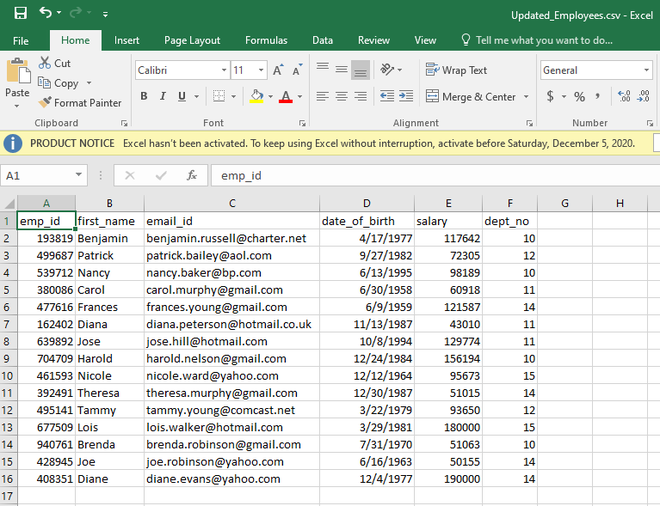 Updated_Employees.csv - Excel
File Home Insert Page Layout Formulas Data Review View Tell me what you want to do...
Cut
Copy
Format Painter
Paste
Clipboard
Calibri 11 A A
B I U A
Font
Wrap Text
Merge & Center
Alignment
General
$ % , .00
Number
PRODUCT NOTICE Excel hasn't been activated. To keep using Excel without interruption, activate before Saturday, December 5, 2020.
A1 fx emp_id
A B C D E F G H
1 emp_id first_name email_id date_of_birth salary dept_no
2 193819 Benjamin benjamin.russell@charter.net 4/17/1977 117642 10
3 499687 Patrick patrick.bailey@aol.com 9/27/1982 72305 12
4 539712 Nancy nancy.baker@bp.com 6/13/1995 98189 10
5 380086 Carol carol.murphy@gmail.com 6/30/1958 60918 11
6 477616 Frances frances.young@gmail.com 6/9/1959 121587 14
7 162402 Diana diana.peterson@hotmail.co.uk 11/13/1987 43010 11
8 639892 Jose jose.hill@hotmail.com 10/8/1994 129774 11
9 704709 Harold harold.nelson@gmail.com 12/24/1984 156194 10
10 461593 Nicole nicole.ward@yahoo.com 12/12/1964 95673 15
11 392491 Theresa theresa.murphy@gmail.com 12/30/1987 51015 14
12 495141 Tammy tammy.young@comcast.net 3/22/1979 93650 12
13 677509 Lois lois.walker@hotmail.com 3/29/1981 180000 15
14 940761 Brenda brenda.robinson@gmail.com 7/31/1970 51063 10
15 428945 Joe joe.robinson@yahoo.com 6/16/1963 50155 14
16 408351 Diane diane.evans@yahoo.com 12/4/1977 190000 14
17